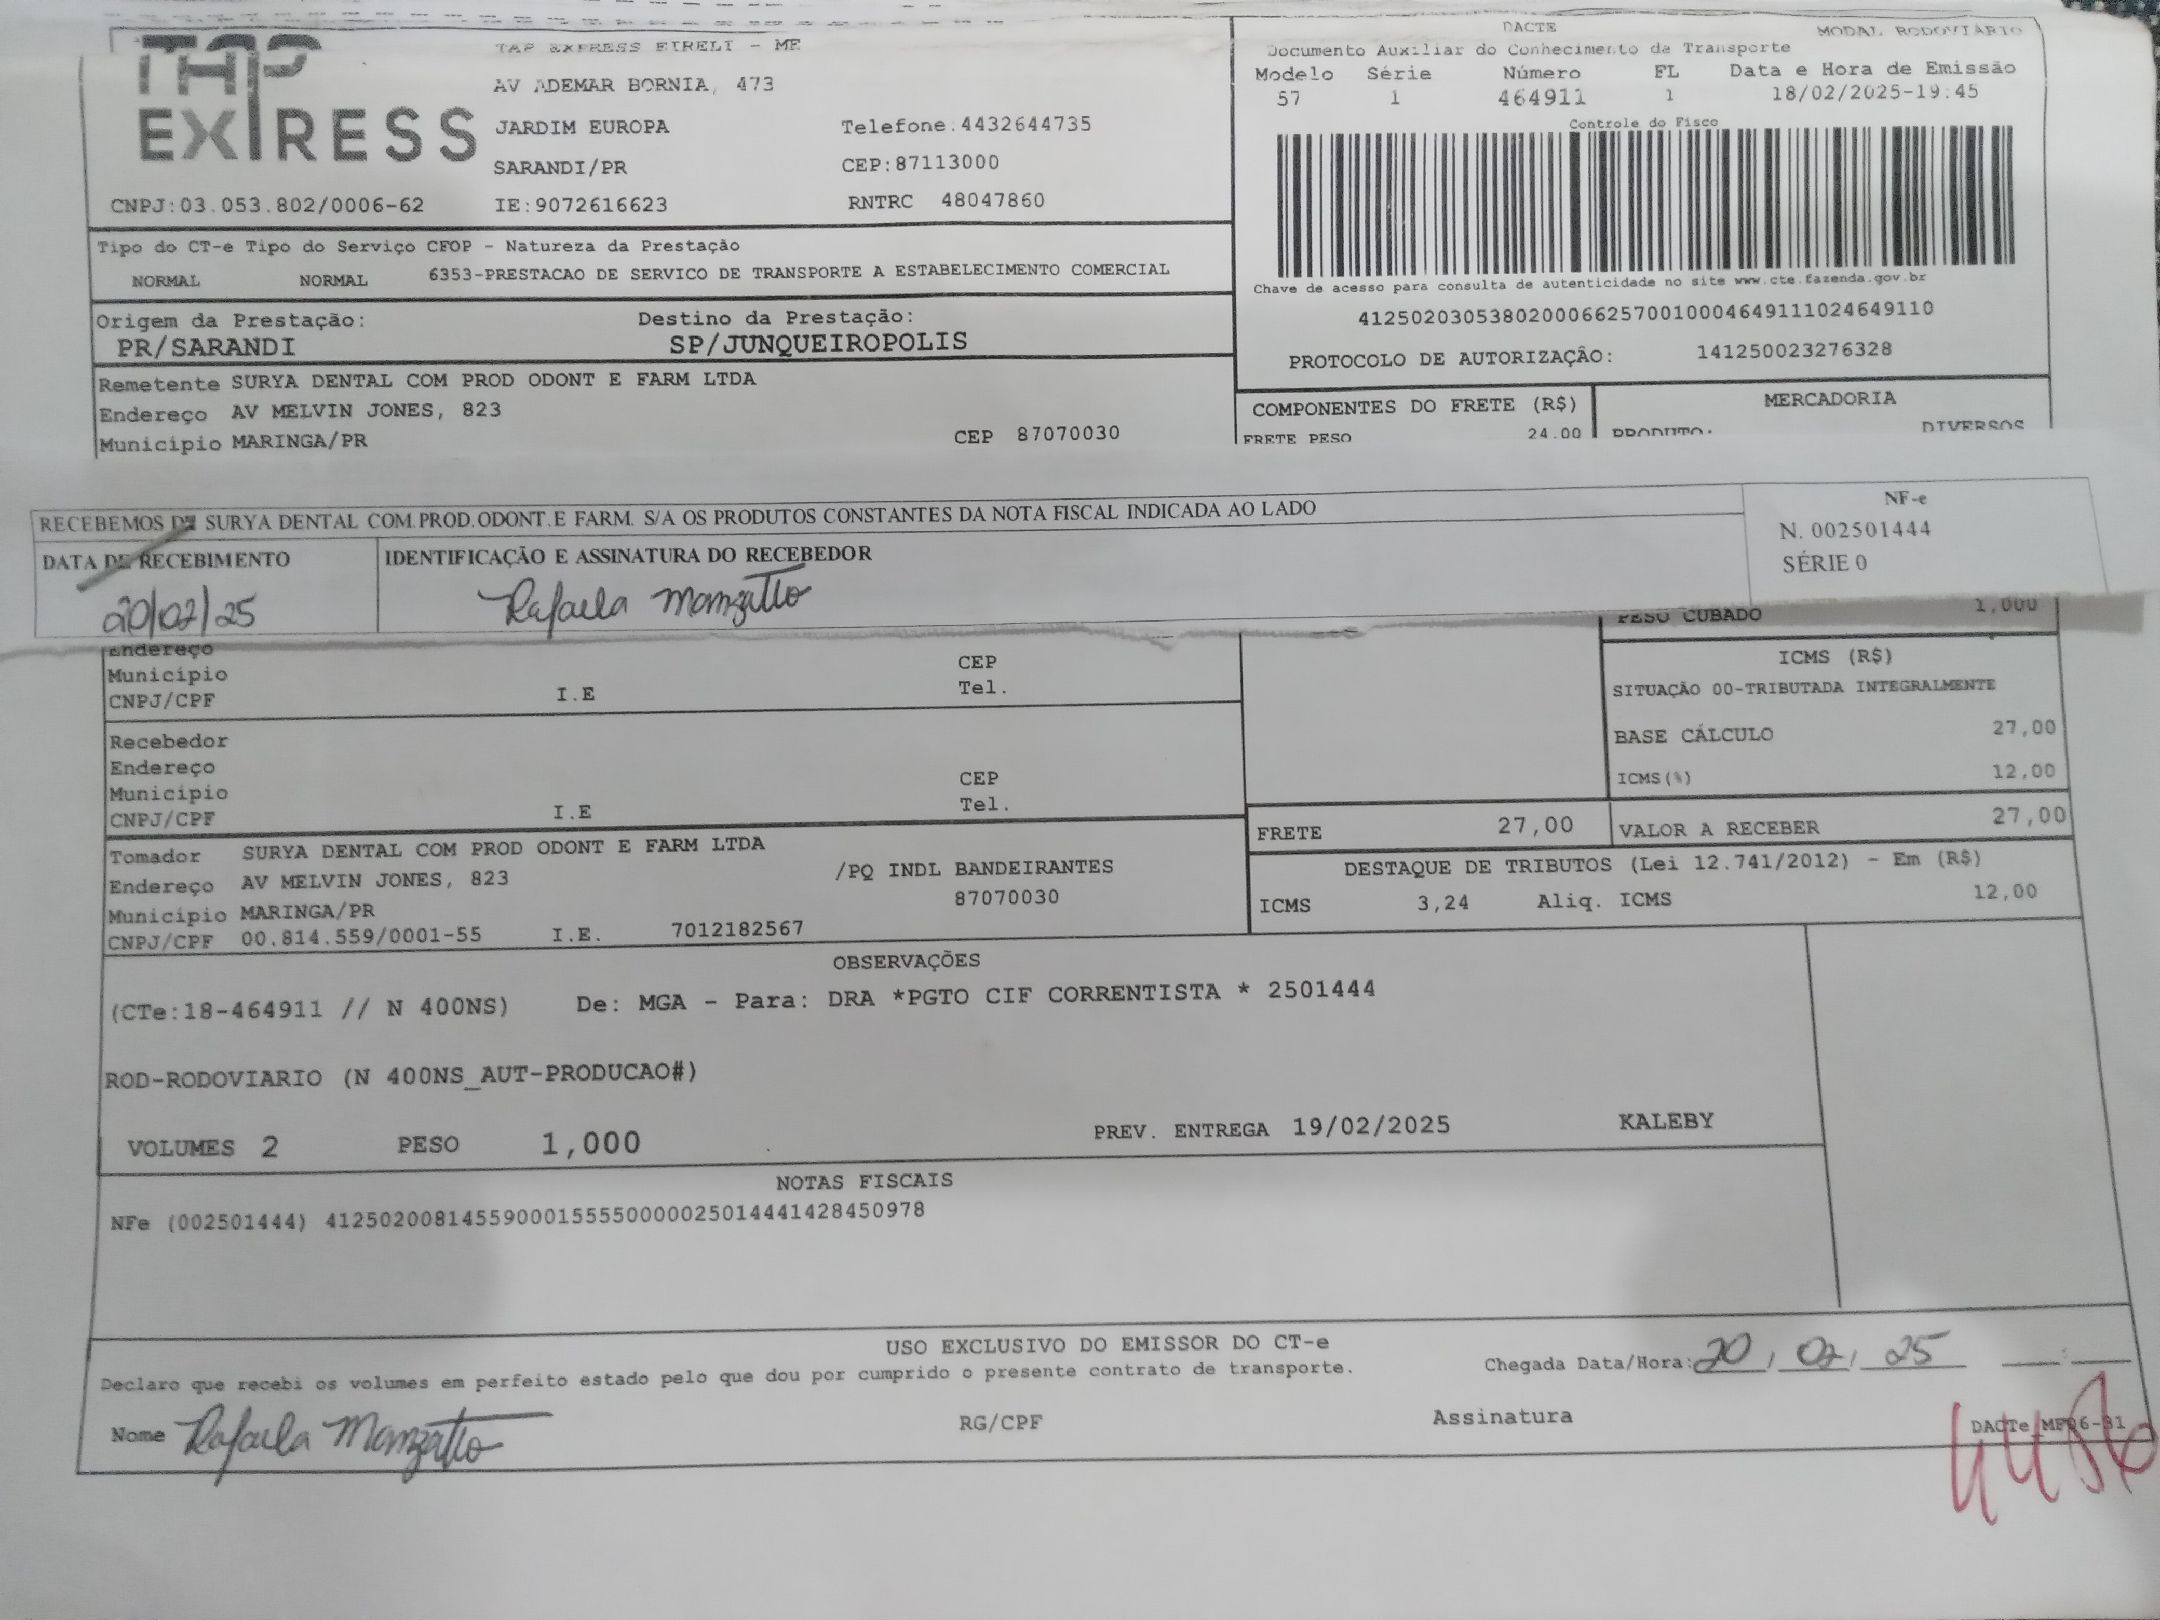 TAP
EXPRESS
TAP EXPRESS EIRELI - ME
AV ADEMAR BORNIA, 473
JARDIM EUROPA Telefone:4432644735
SARANDI/PR CEP:87113000
CNPJ:03.053.802/0006-62 IE:9072616623 RNTRC 48047860
DACTE MODAL RODOVIÁRIO
Documento Auxiliar do Conhecimento de Transporte
Modelo Série Número FL Data e Hora de Emissão
57 1 464911 1 18/02/2025-19:45
Controle do Fisco
Chave de acesso para consulta de autenticidade no site www.cte.fazenda.gov.br
41250203053802000662570010004649111024649110
PROTOCOLO DE AUTORIZAÇÃO: 141250023276328
Tipo do CT-e Tipo do Serviço CFOP - Natureza da Prestação
NORMAL NORMAL 6353-PRESTACAO DE SERVICO DE TRANSPORTE A ESTABELECIMENTO COMERCIAL
Origem da Prestação: Destino da Prestação:
PR/SARANDI SP/JUNQUEIROPOLIS
Remetente SURYA DENTAL COM PROD ODONT E FARM LTDA
Endereço AV MELVIN JONES, 823
Município MARINGA/PR CEP 87070030
COMPONENTES DO FRETE (R$) MERCADORIA
FRETE PESO 24.00 PRODUTO: DIVERSOS
RECEBEMOS DE SURYA DENTAL COM.PROD.ODONT.E FARM. S/A OS PRODUTOS CONSTANTES DA NOTA FISCAL INDICADA AO LADO
NF-e
N. 002501444
SÉRIE 0
DATA DE RECEBIMENTO IDENTIFICAÇÃO E ASSINATURA DO RECEBEDOR
20/02/25 Rafaela Manzatto
PESO CUBADO 1,000
Endereço
Município CEP
CNPJ/CPF I.E Tel.
ICMS (R$)
SITUAÇÃO 00-TRIBUTADA INTEGRALMENTE
BASE CÁLCULO 27,00
ICMS(%) 12,00
Recebedor
Endereço
Município CEP
CNPJ/CPF I.E Tel.
FRETE 27,00 VALOR A RECEBER 27,00
Tomador SURYA DENTAL COM PROD ODONT E FARM LTDA
Endereço AV MELVIN JONES, 823 /PQ INDL BANDEIRANTES
Município MARINGA/PR 87070030
CNPJ/CPF 00.814.559/0001-55 I.E. 7012182567
DESTAQUE DE TRIBUTOS (Lei 12.741/2012) - Em (R$)
ICMS 3,24 Aliq. ICMS 12,00
OBSERVAÇÕES
(CTe:18-464911 // N 400NS) De: MGA - Para: DRA *PGTO CIF CORRENTISTA * 2501444
ROD-RODOVIARIO (N 400NS_AUT-PRODUCAO#)
VOLUMES 2 PESO 1,000 PREV. ENTREGA 19/02/2025 KALEBY
NOTAS FISCAIS
NFe (002501444) 41250200814559000155550000025014441428450978
USO EXCLUSIVO DO EMISSOR DO CT-e
Declaro que recebi os volumes em perfeito estado pelo que dou por cumprido o presente contrato de transporte. Chegada Data/Hora: 20/02/25 :
Nome Rafaela Manzatto RG/CPF Assinatura